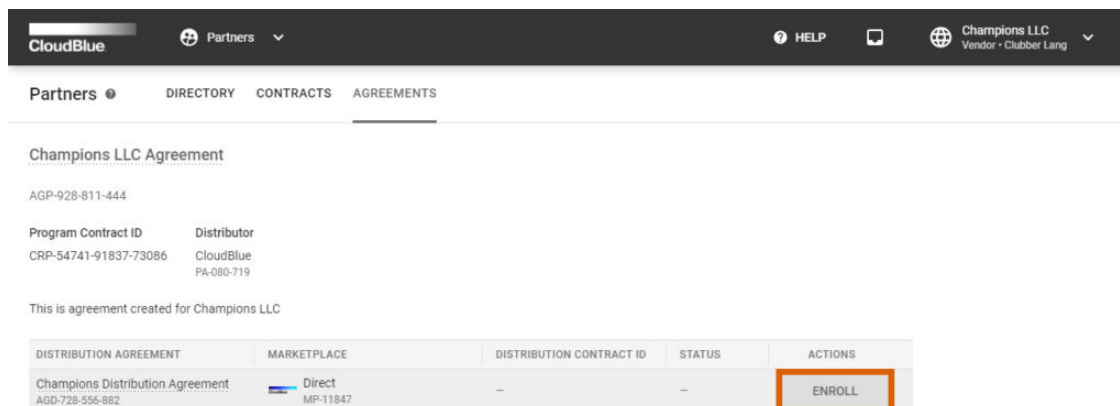 CloudBlue Partners HELP Champions LLC
Vendor • Clubber Lang
Partners DIRECTORY CONTRACTS AGREEMENTS
Champions LLC Agreement
AGP-928-811-444
Program Contract ID Distributor
CRP-54741-91837-73086 CloudBlue
PA-080-719
This is agreement created for Champions LLC
DISTRIBUTION AGREEMENT MARKETPLACE DISTRIBUTION CONTRACT ID STATUS ACTIONS
Champions Distribution Agreement Direct – – ENROLL
AGD-728-556-882 MP-11847